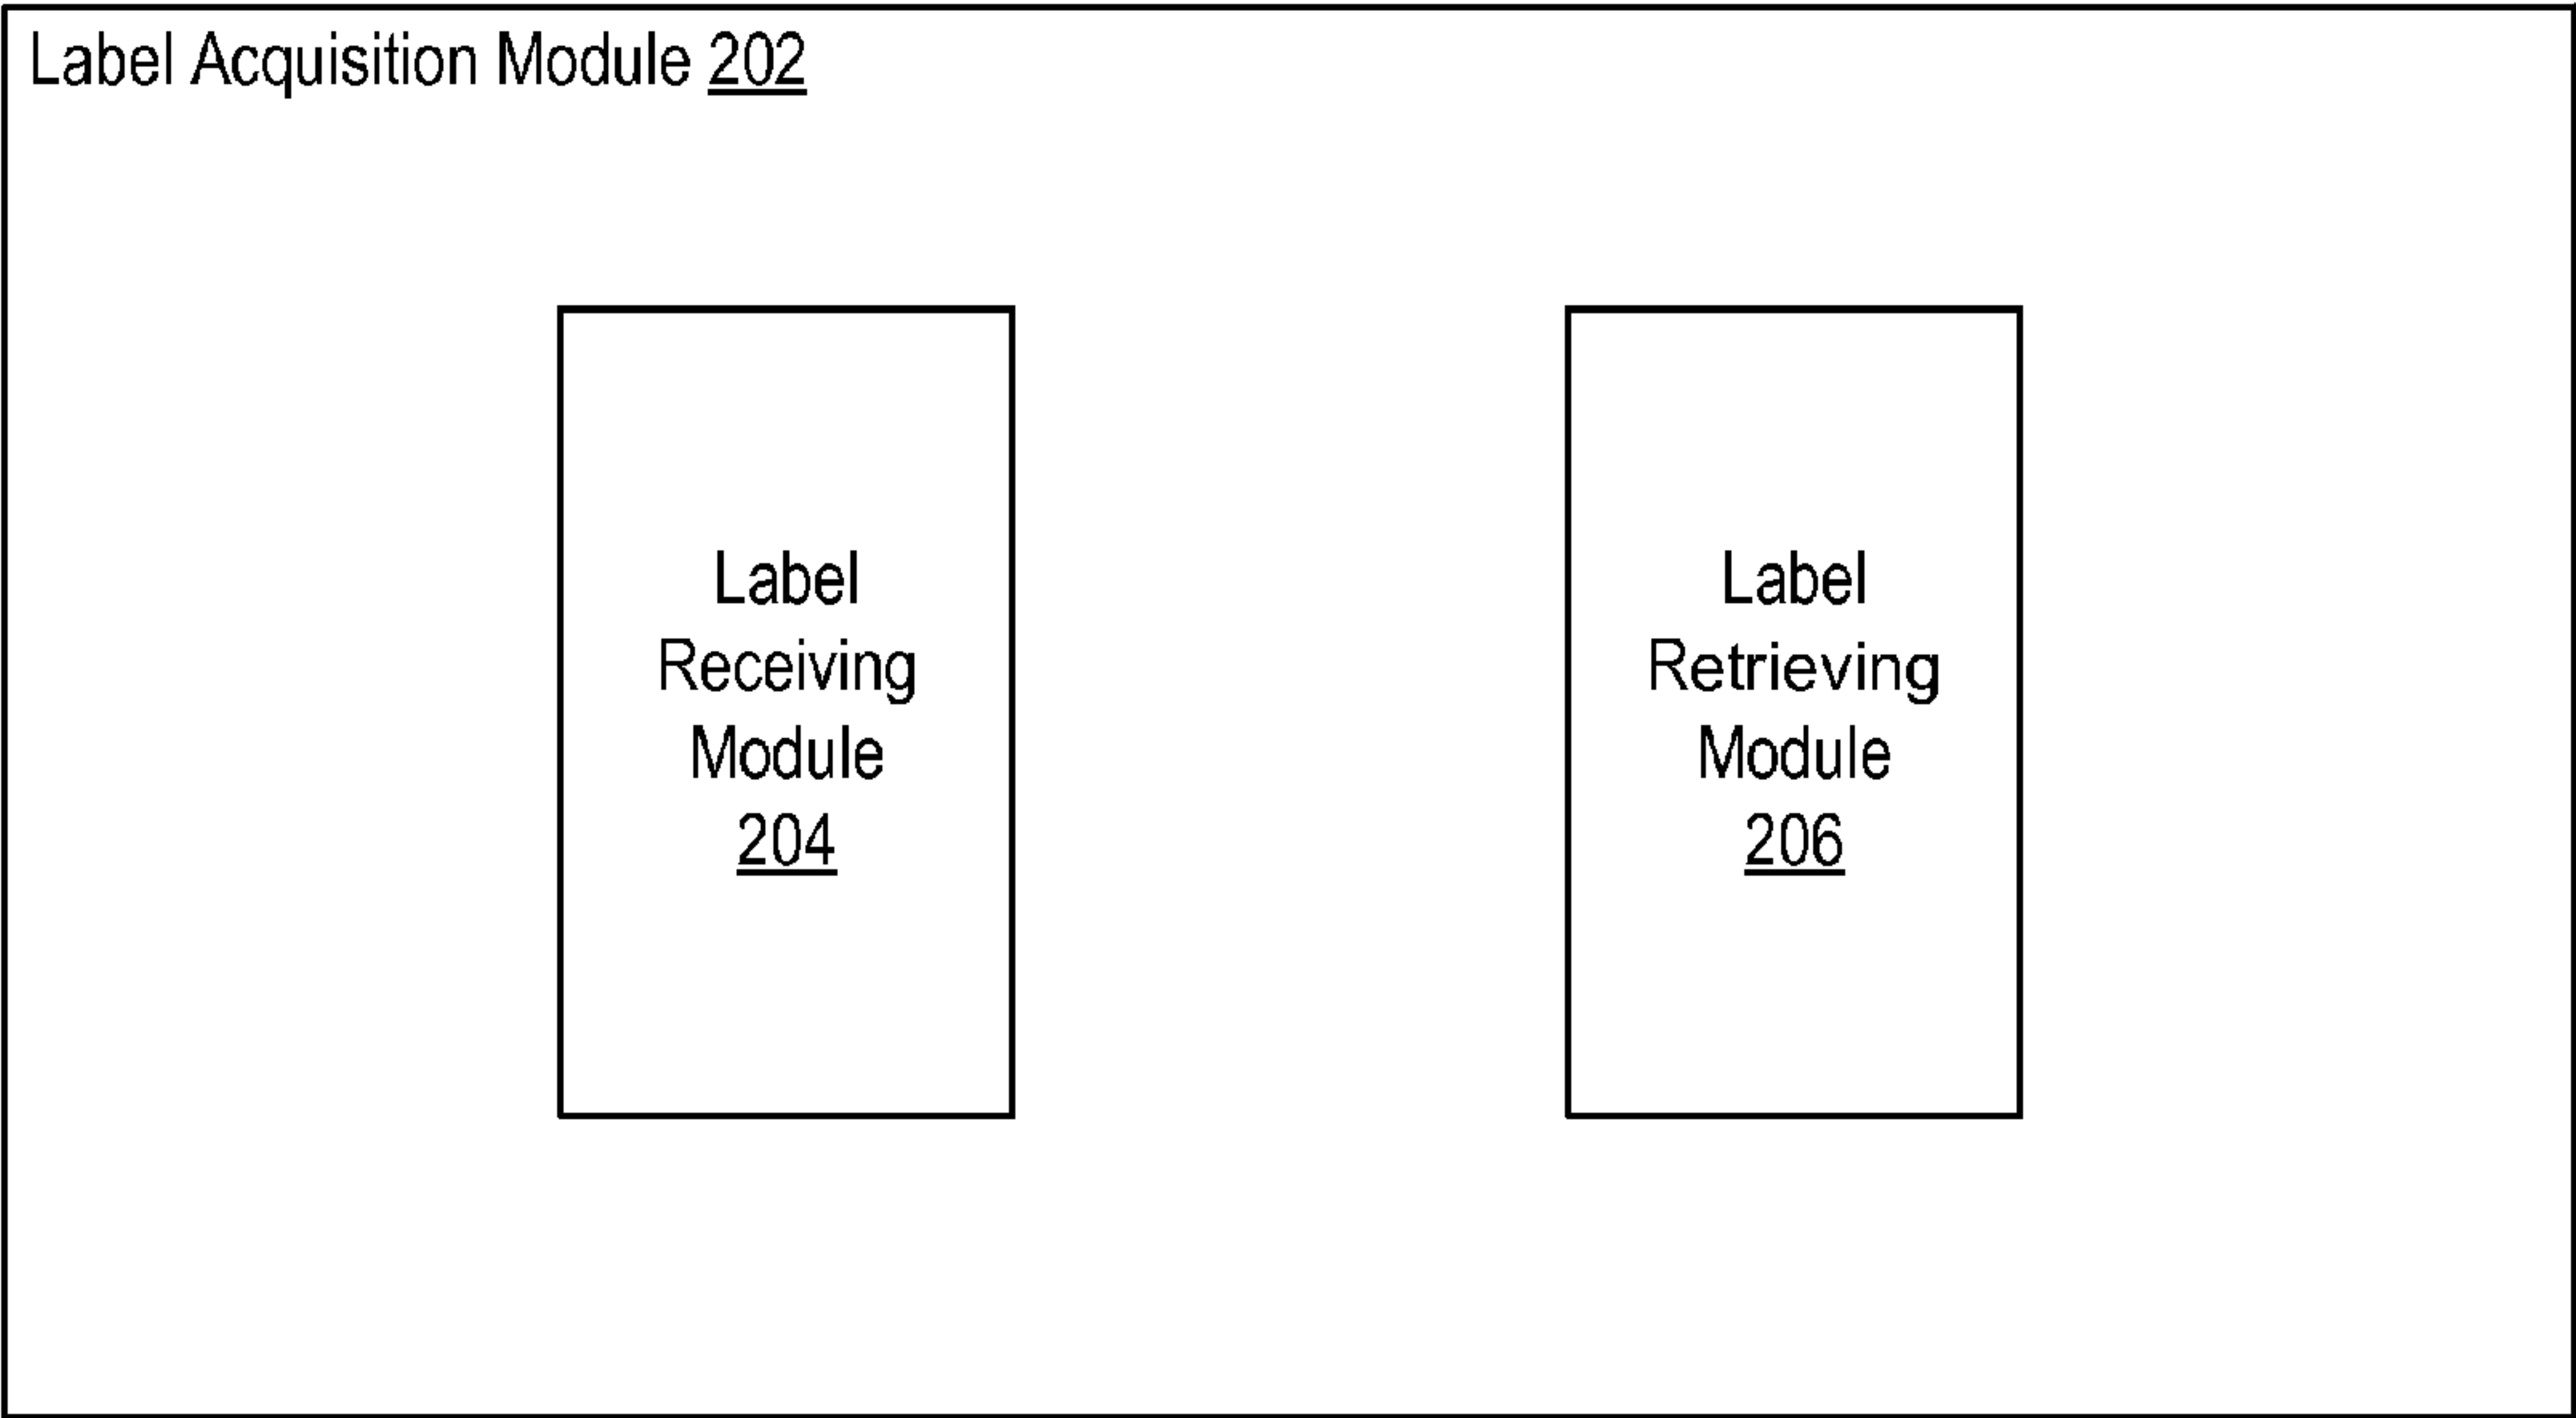 Label Acquisition Module 202
Label
Receiving
Module
204
Label
Retrieving
Module
206